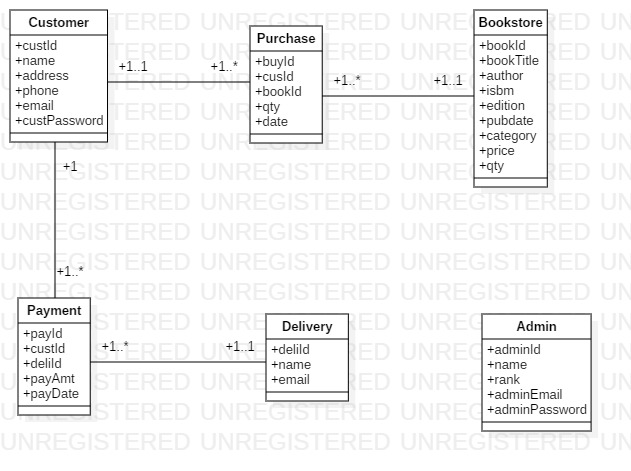 Customer
+custId
+name
+address
+phone
+email
+custPassword
+1..1
+1..*
Purchase
+buyId
+cusId
+bookId
+qty
+date
+1..*
+1..1
Bookstore
+bookId
+bookTitle
+author
+isbm
+edition
+pubdate
+category
+price
+qty
+1
+1..*
Payment
+payId
+custId
+deliId
+payAmt
+payDate
+1..*
+1..1
Delivery
+deliId
+name
+email
Admin
+adminId
+name
+rank
+adminEmail
+adminPassword
UNREGISTERED